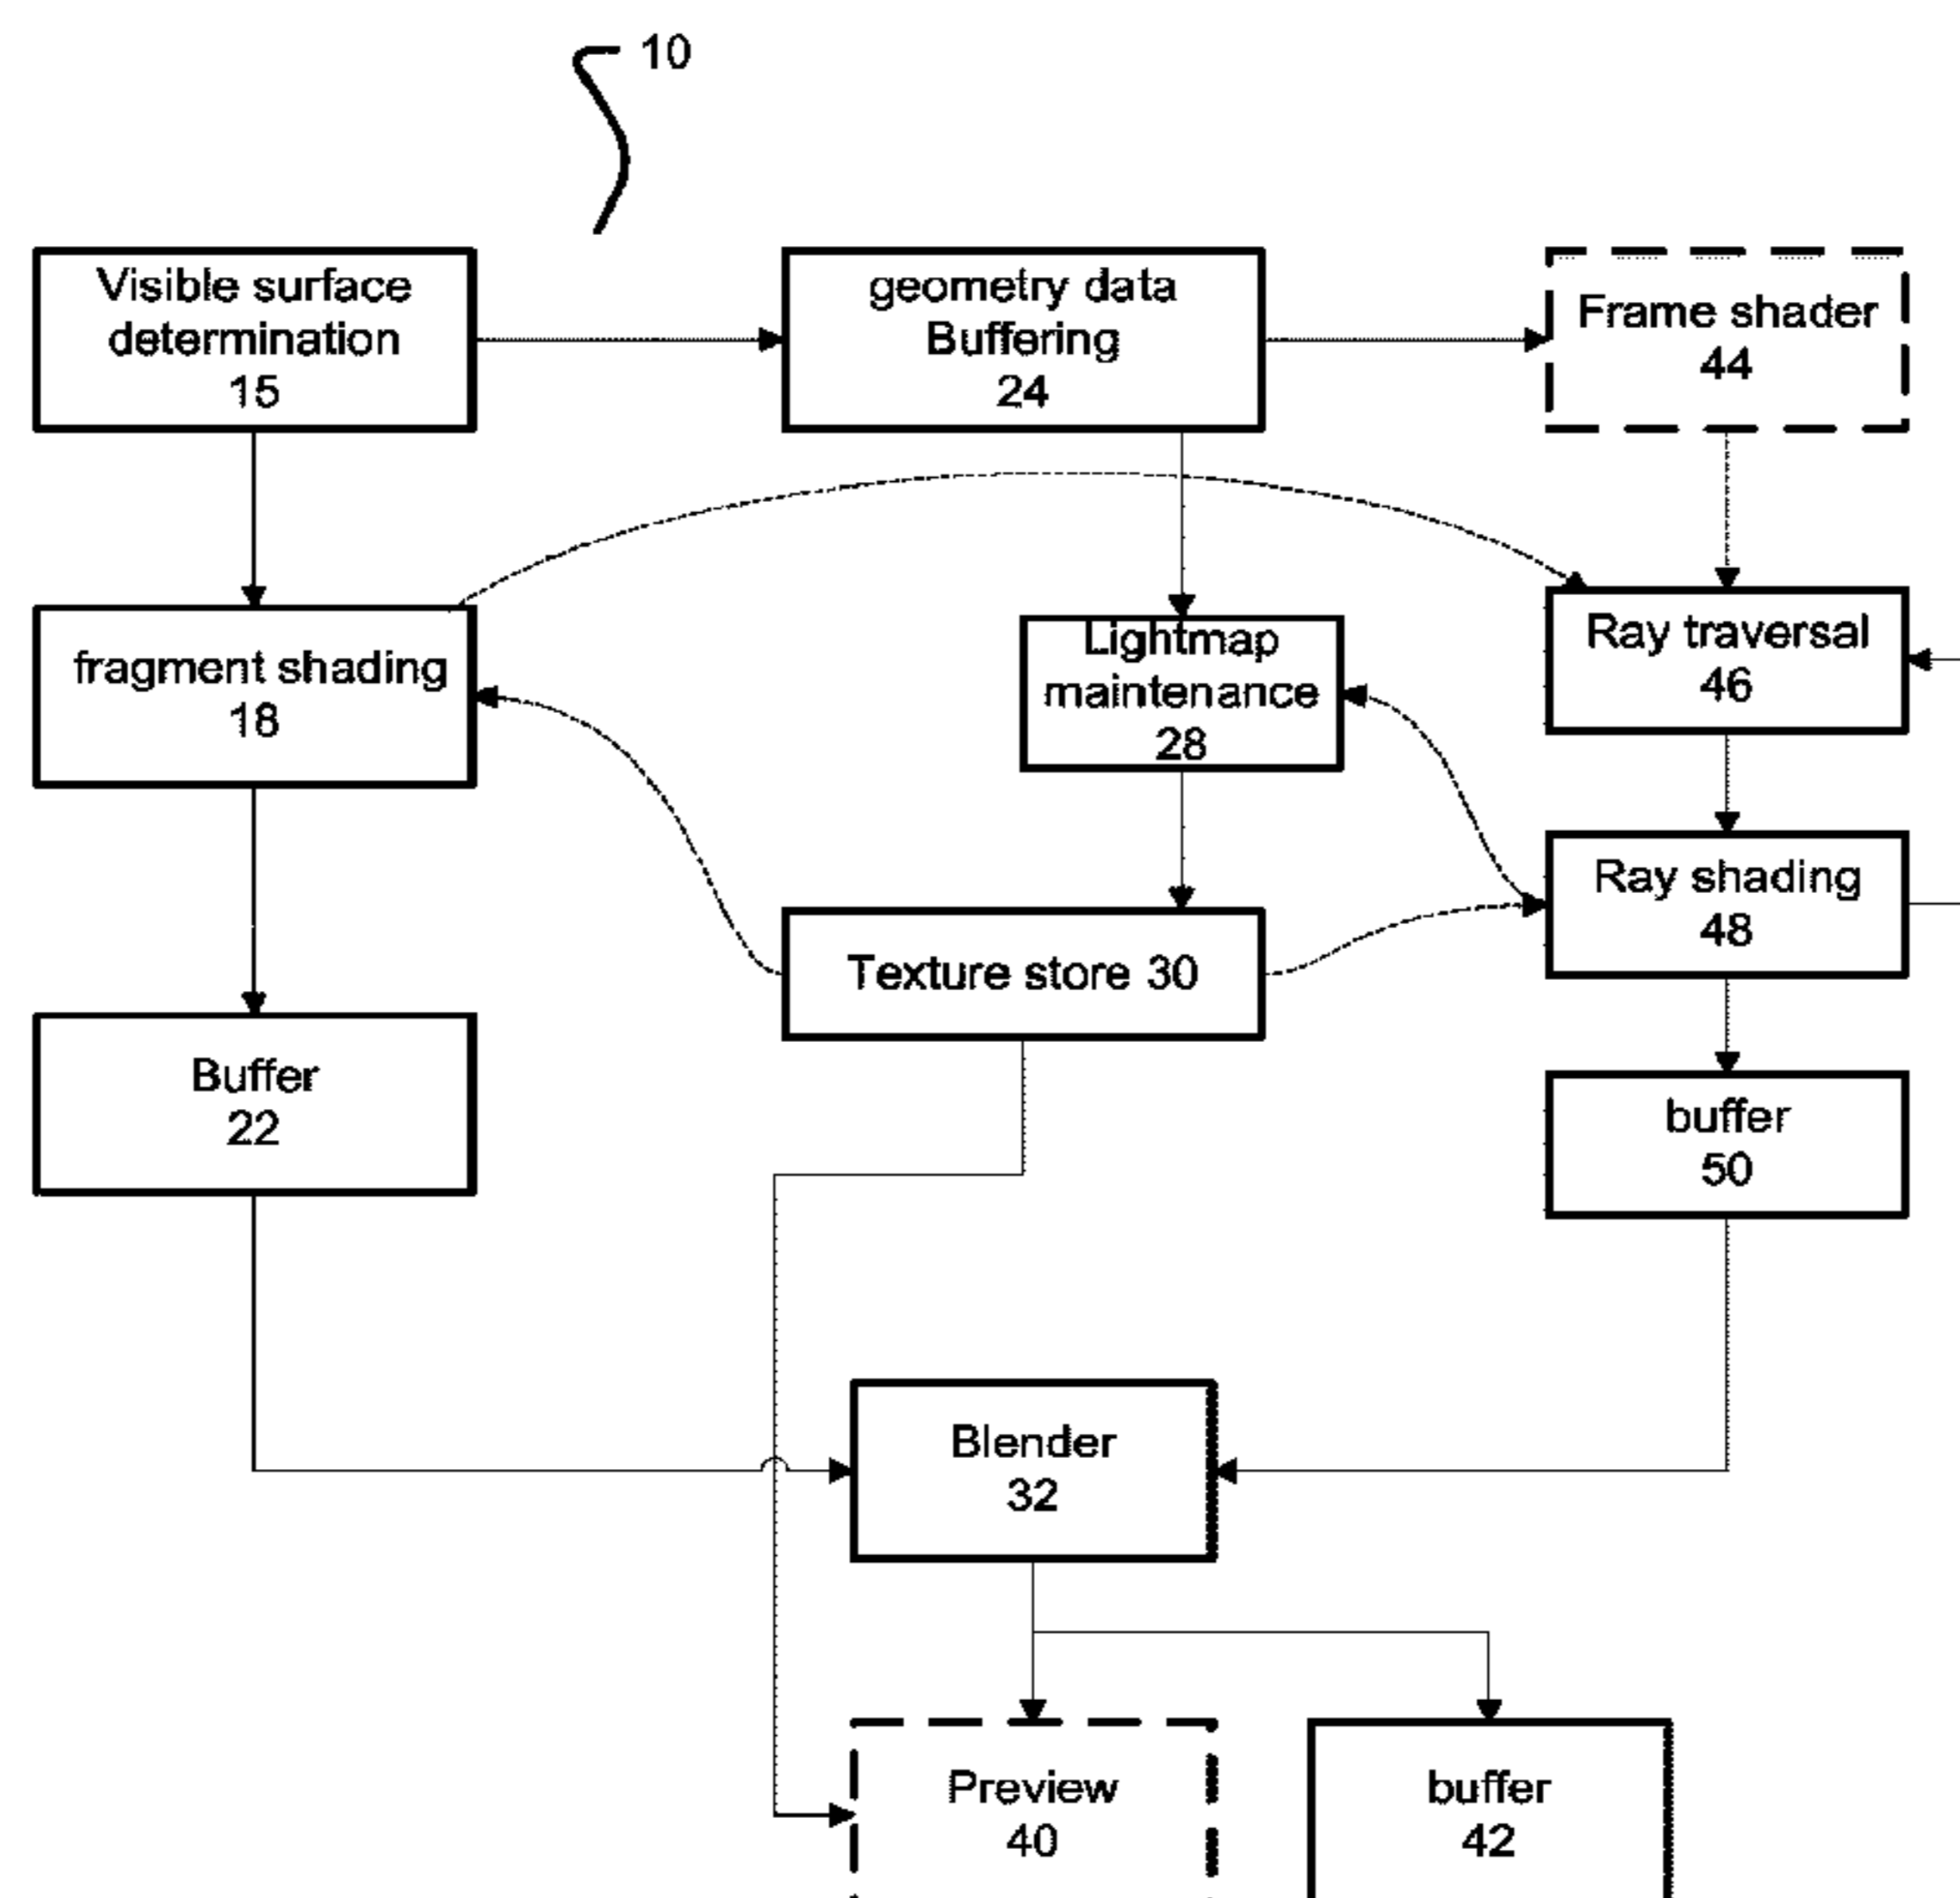 10
Visible surface
determination
15
geometry data
Buffering
24
Frame shader
44
fragment shading
18
Lightmap
maintenance
28
Ray traversal
46
Ray shading
48
Texture store 30
Buffer
22
buffer
50
Blender
32
Preview
40
buffer
42